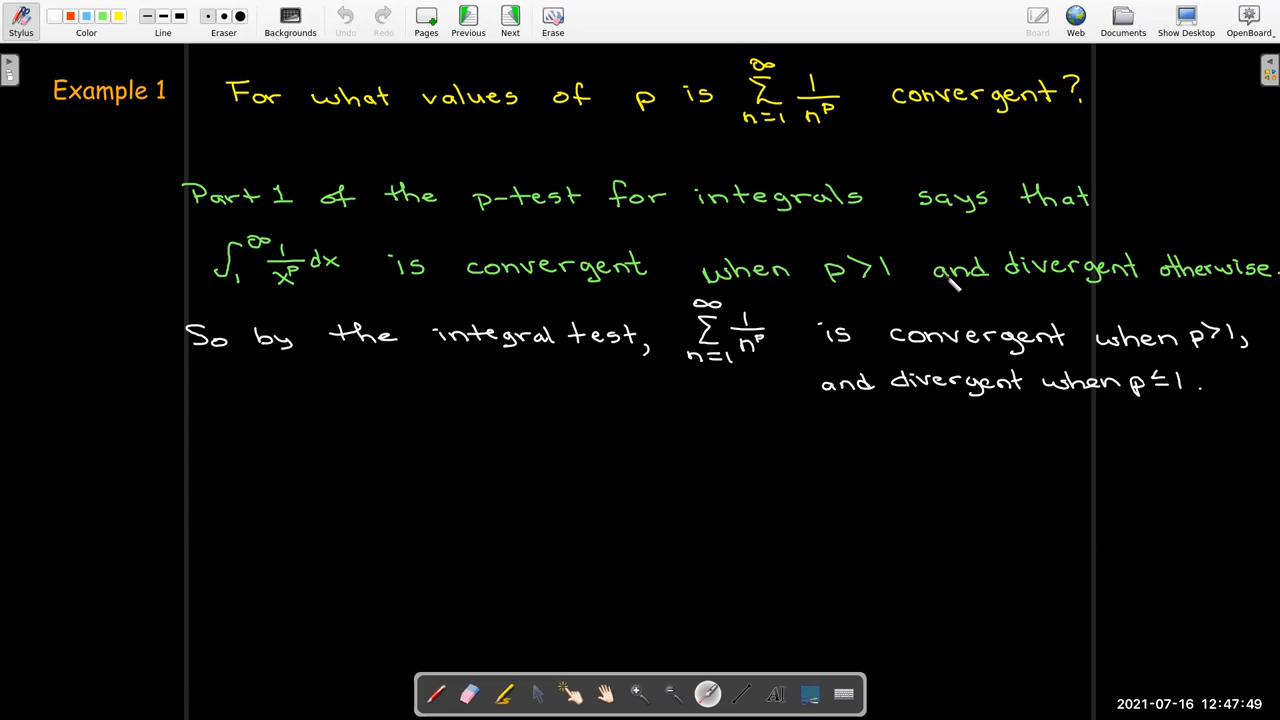 Stylus Color Line Eraser Backgrounds Undo Redo Pages Previous Next Erase Board Web Documents Show Desktop OpenBoard
Example 1 For what values of p is ∑_{n=1}^{∞} 1/n^p convergent?
Part 1 of the p-test for integrals says that
∫_1^∞ 1/x^p dx is convergent when p>1 and divergent otherwise.
So by the integral test, ∑_{n=1}^{∞} 1/n^p is convergent when p>1,
and divergent when p≤1.
2021-07-16 12:47:49